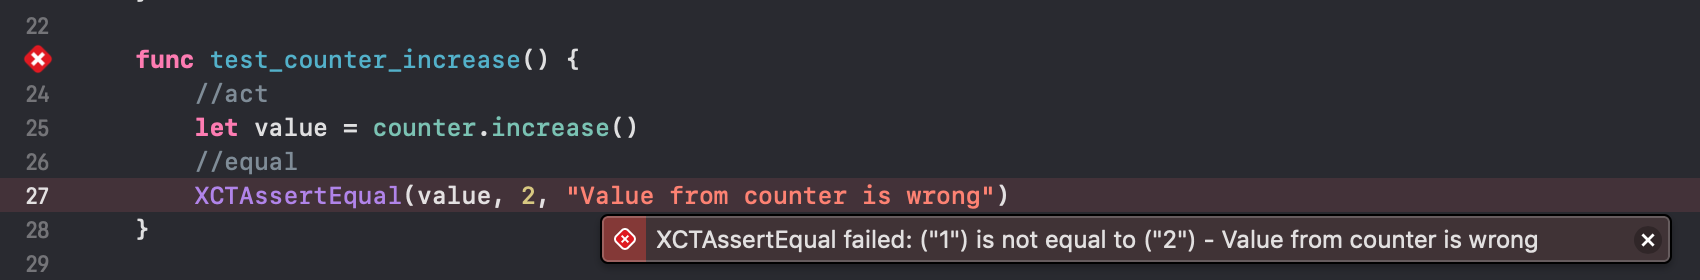 22
func test_counter_increase() {
24 //act
25 let value = counter.increase()
26 //equal
27 XCTAssertEqual(value, 2, "Value from counter is wrong")
28 }
XCTAssertEqual failed: ("1") is not equal to ("2") - Value from counter is wrong
29